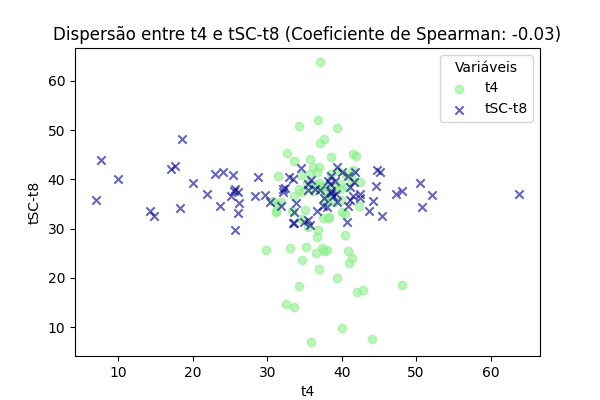 Dispersão entre t4 e tSC-t8 (Coeficiente de Spearman: -0.03)
Variáveis
t4
tSC-t8
60
50
40
30
20
10
tSC-t8
10
20
30
40
50
60
t4